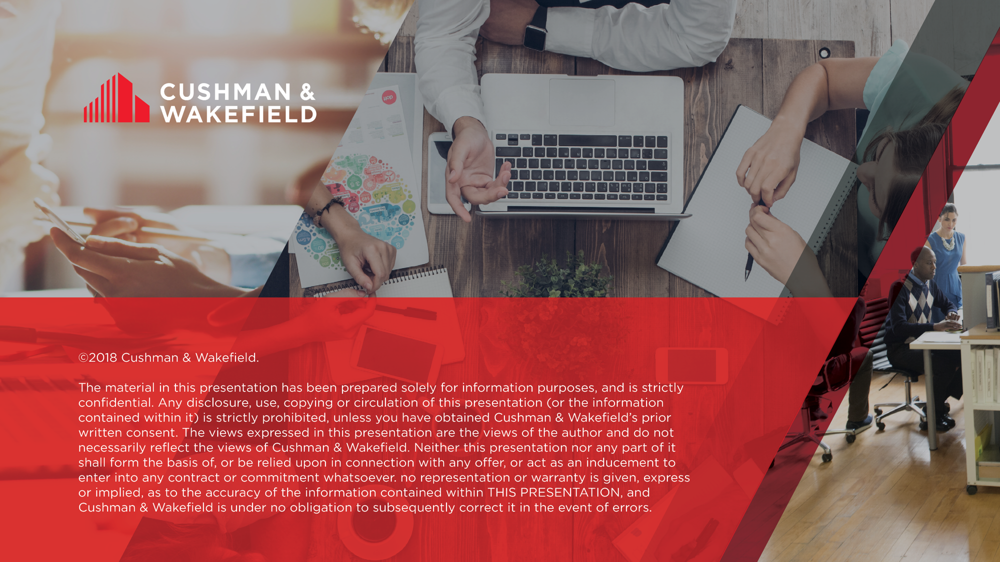 CUSHMAN &
WAKEFIELD
©2018 Cushman & Wakefield.
The material in this presentation has been prepared solely for information purposes, and is strictly
confidential. Any disclosure, use, copying or circulation of this presentation (or the information
contained within it) is strictly prohibited, unless you have obtained Cushman & Wakefield’s prior
written consent. The views expressed in this presentation are the views of the author and do not
necessarily reflect the views of Cushman & Wakefield. Neither this presentation nor any part of it
shall form the basis of, or be relied upon in connection with any offer, or act as an inducement to
enter into any contract or commitment whatsoever. no representation or warranty is given, express
or implied, as to the accuracy of the information contained within THIS PRESENTATION, and
Cushman & Wakefield is under no obligation to subsequently correct it in the event of errors.